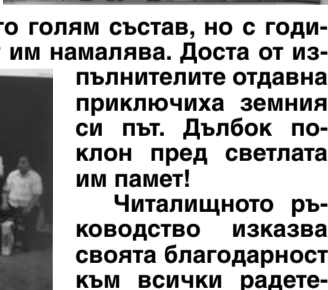 го голям състав, но с годи-
им намалява. Доста от из-
пълнителите отдавна
приключиха земния
си път. Дълбок по-
клон пред светлата
им памет!
Читалищното ръ-
ководство изказва
своята благодарност
към всички радете-